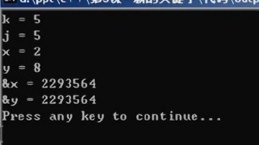 k = 5
j = 5
x = 2
y = 8
&x = 2293564
&y = 2293564
Press any key to continue...